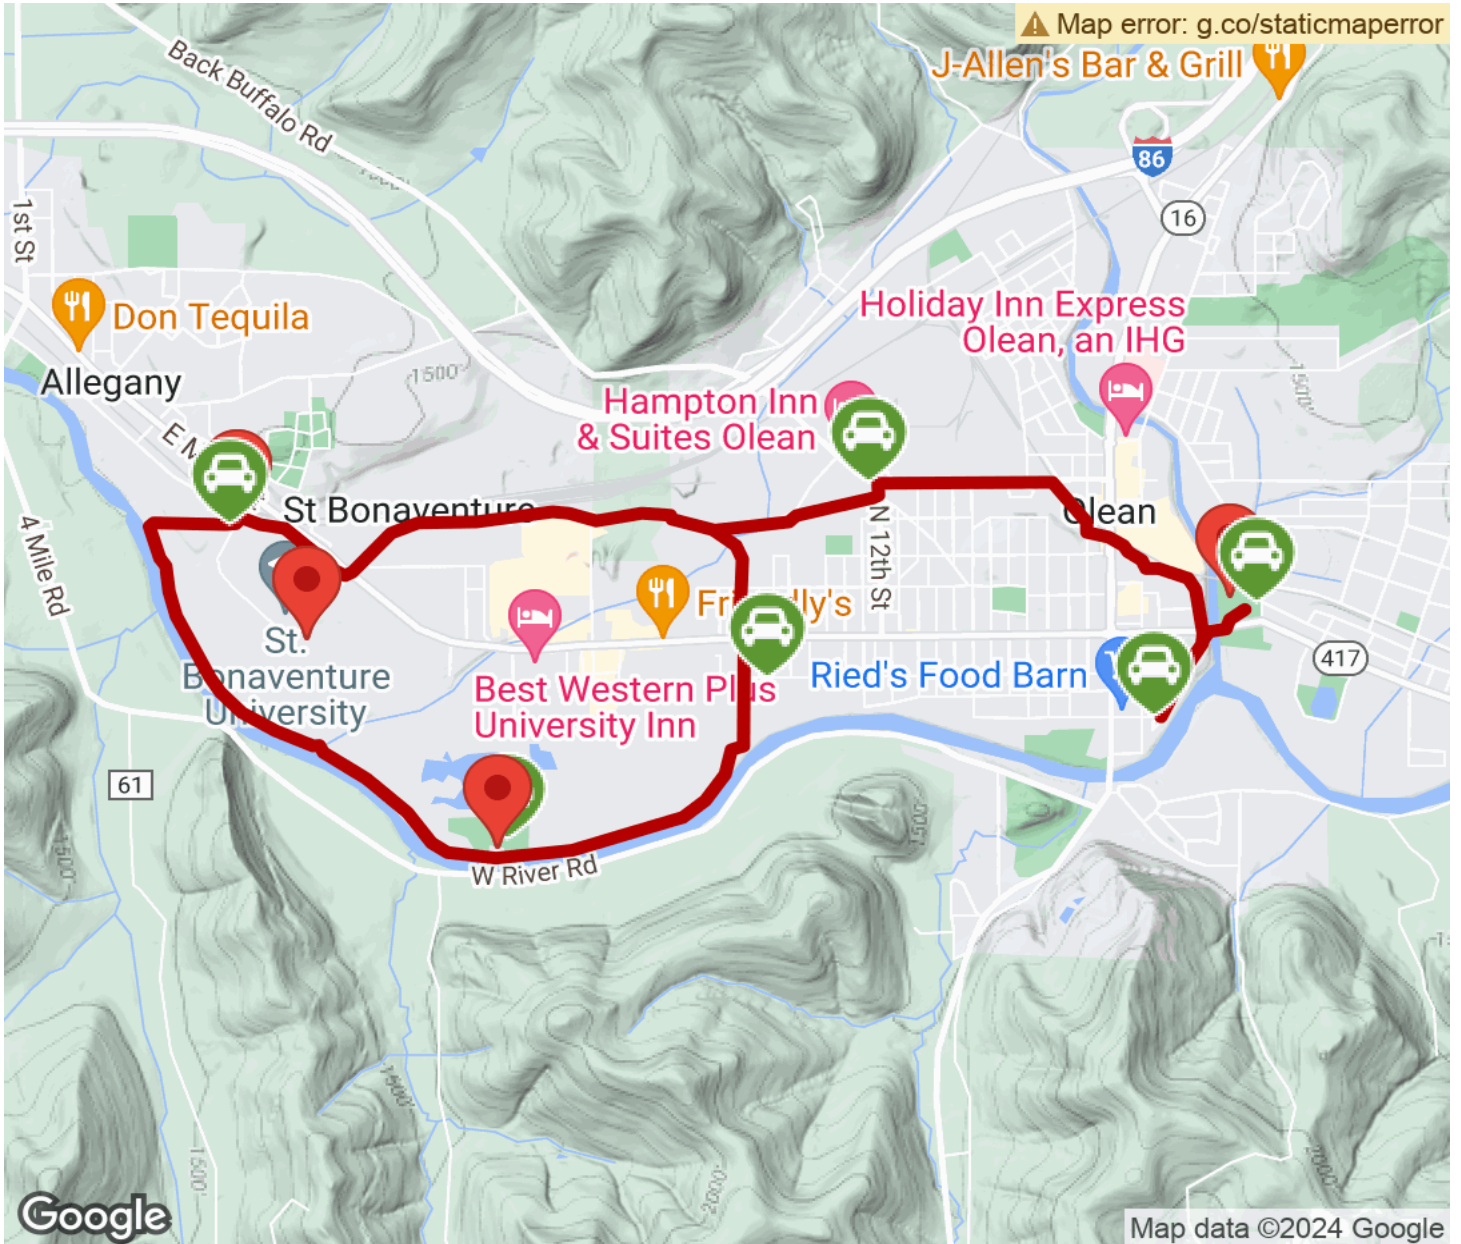 Map error: g.co/staticmaperror
J-Allen's Bar & Grill
Back Buffalo Rd
86
16
1st St
Don Tequila
Holiday Inn Express
Olean, an IHG
Allegany
1500'
1500'
Hampton Inn
& Suites Olean
E M
St Bonaventure
Olean
N 12th St
4 Mile Rd
Friendly's
St.
Bonaventure
University
417
Ried's Food Barn
Best Western Plus
University Inn
61
1500'
1500'
W River Rd
1500'
1500'
2000'
2000'
Google
Map data ©2024 Google